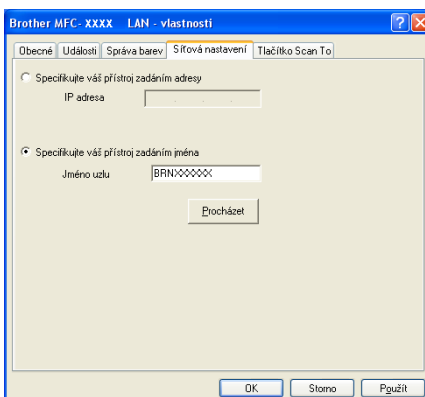 Brother MFC- XXXX LAN - vlastnosti
Obecné Události Správa barev Síťová nastavení Tlačítko Scan To
Specifikujte váš přístroj zadáním adresy
IP adresa . . .
Specifikujte váš přístroj zadáním jména
Jméno uzlu BRNXXXXXX
Procházet
OK Storno Použít